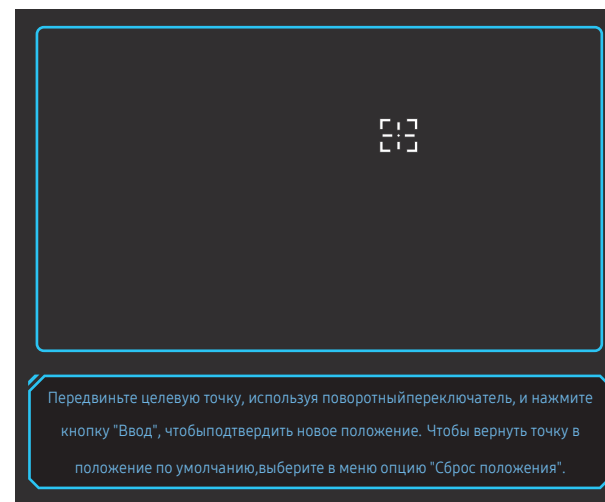 Передвиньте целевую точку, используя поворотныйпереключатель, и нажмите
кнопку "Ввод", чтобыподтвердить новое положение. Чтобы вернуть точку в
положение по умолчанию,выберите в меню опцию "Сброс положения".